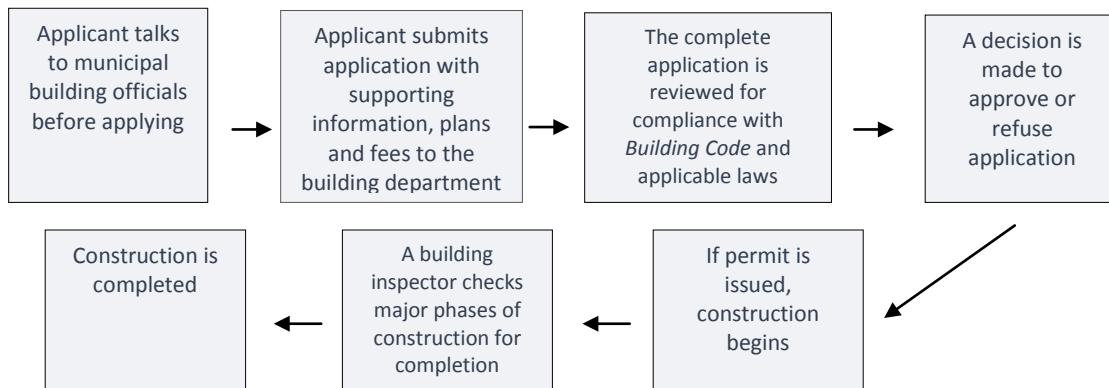 Applicant talks
to municipal
building officials
before applying
Applicant submits
application with
supporting
information, plans
and fees to the
building department
The complete
application is
reviewed for
compliance with
Building Code and
applicable laws
A decision is
made to
approve or
refuse
application
If permit is
issued,
construction
begins
A building
inspector checks
major phases of
construction for
completion
Construction is
completed